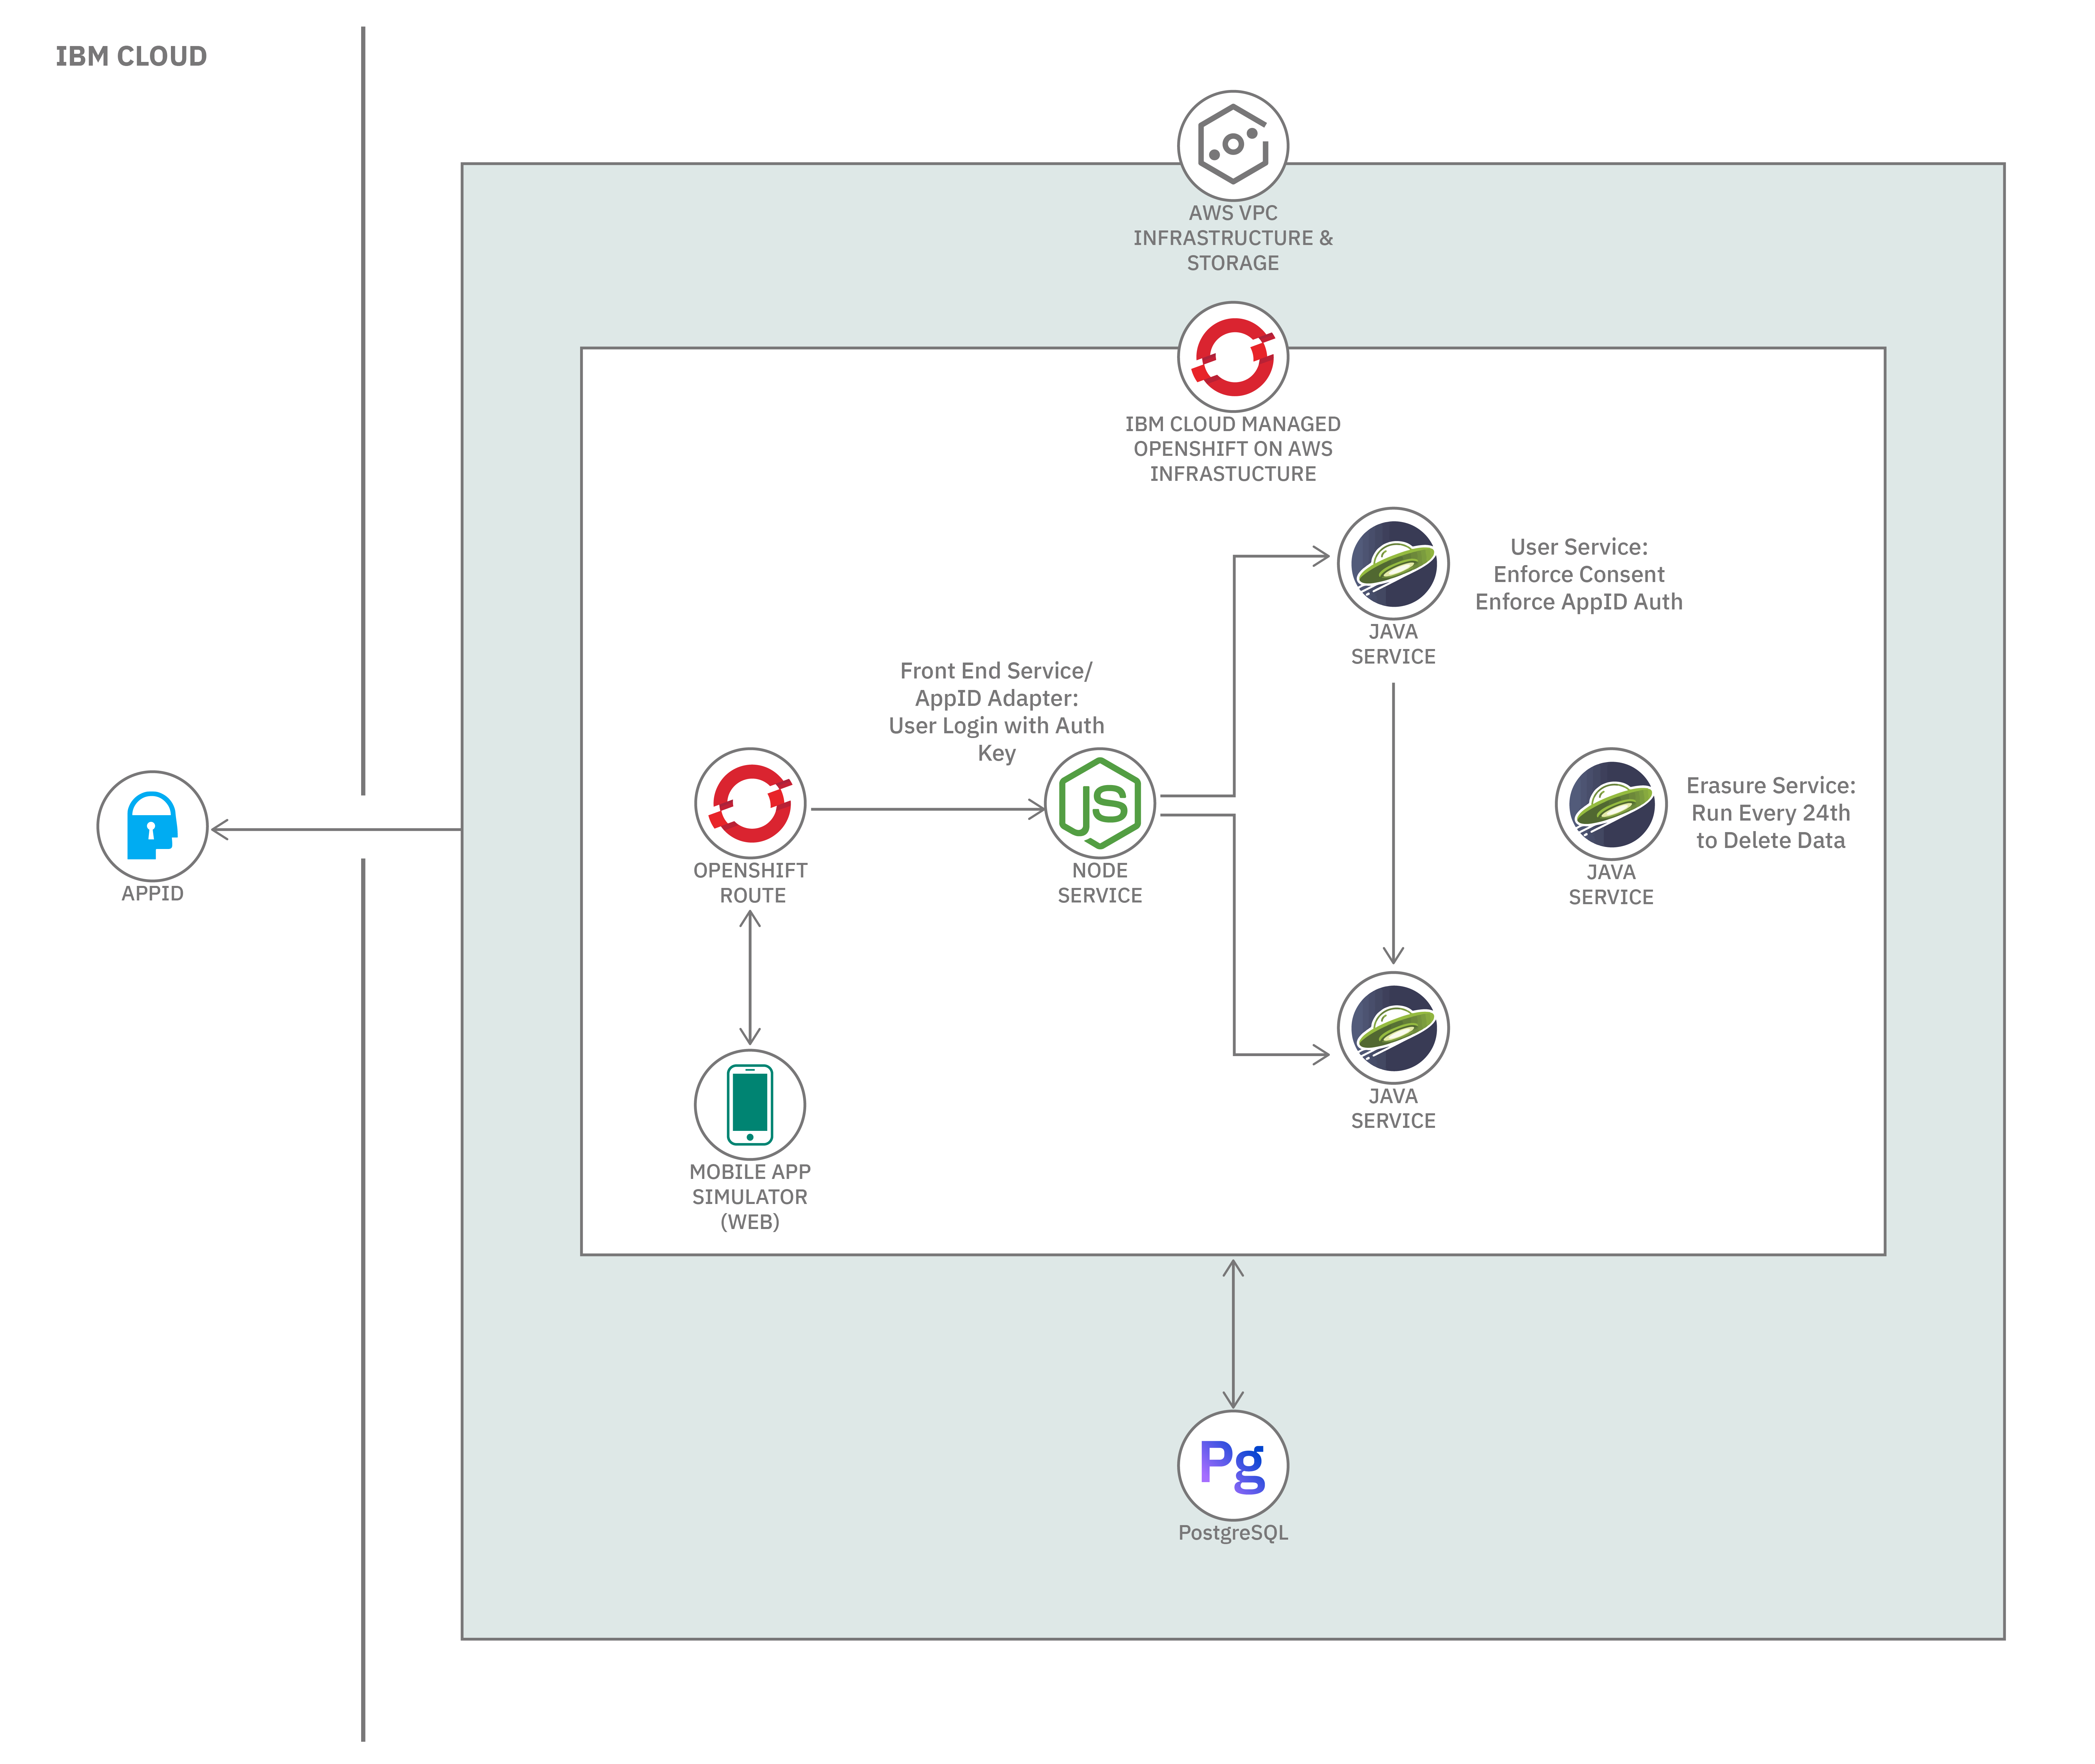 IBM CLOUD
AWS VPC
INFRASTRUCTURE &
STORAGE
IBM CLOUD MANAGED
OPENSHIFT ON AWS
INFRASTUCTURE
User Service:
Enforce Consent
Enforce AppID Auth
JAVA
SERVICE
Front End Service/
AppID Adapter:
User Login with Auth
Key
APPID
OPENSHIFT
ROUTE
JS
NODE
SERVICE
Erasure Service:
Run Every 24th
to Delete Data
JAVA
SERVICE
JAVA
SERVICE
MOBILE APP
SIMULATOR
(WEB)
Pg
PostgreSQL